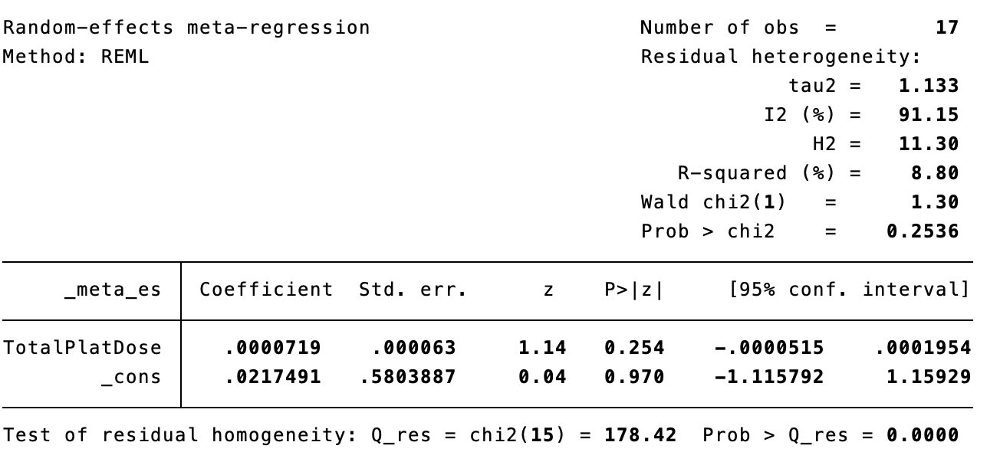 Random-effects meta-regression Number of obs = 17
Method: REML Residual heterogeneity:
tau2 = 1.133
I2 (%) = 91.15
H2 = 11.30
R-squared (%) = 8.80
Wald chi2(1) = 1.30
Prob > chi2 = 0.2536
_meta_es Coefficient Std. err. z P>|z| [95% conf. interval]
TotalPlatDose .0000719 .000063 1.14 0.254 -.0000515 .0001954
_cons .0217491 .5803887 0.04 0.970 -1.115792 1.15929
Test of residual homogeneity: Q_res = chi2(15) = 178.42 Prob > Q_res = 0.0000